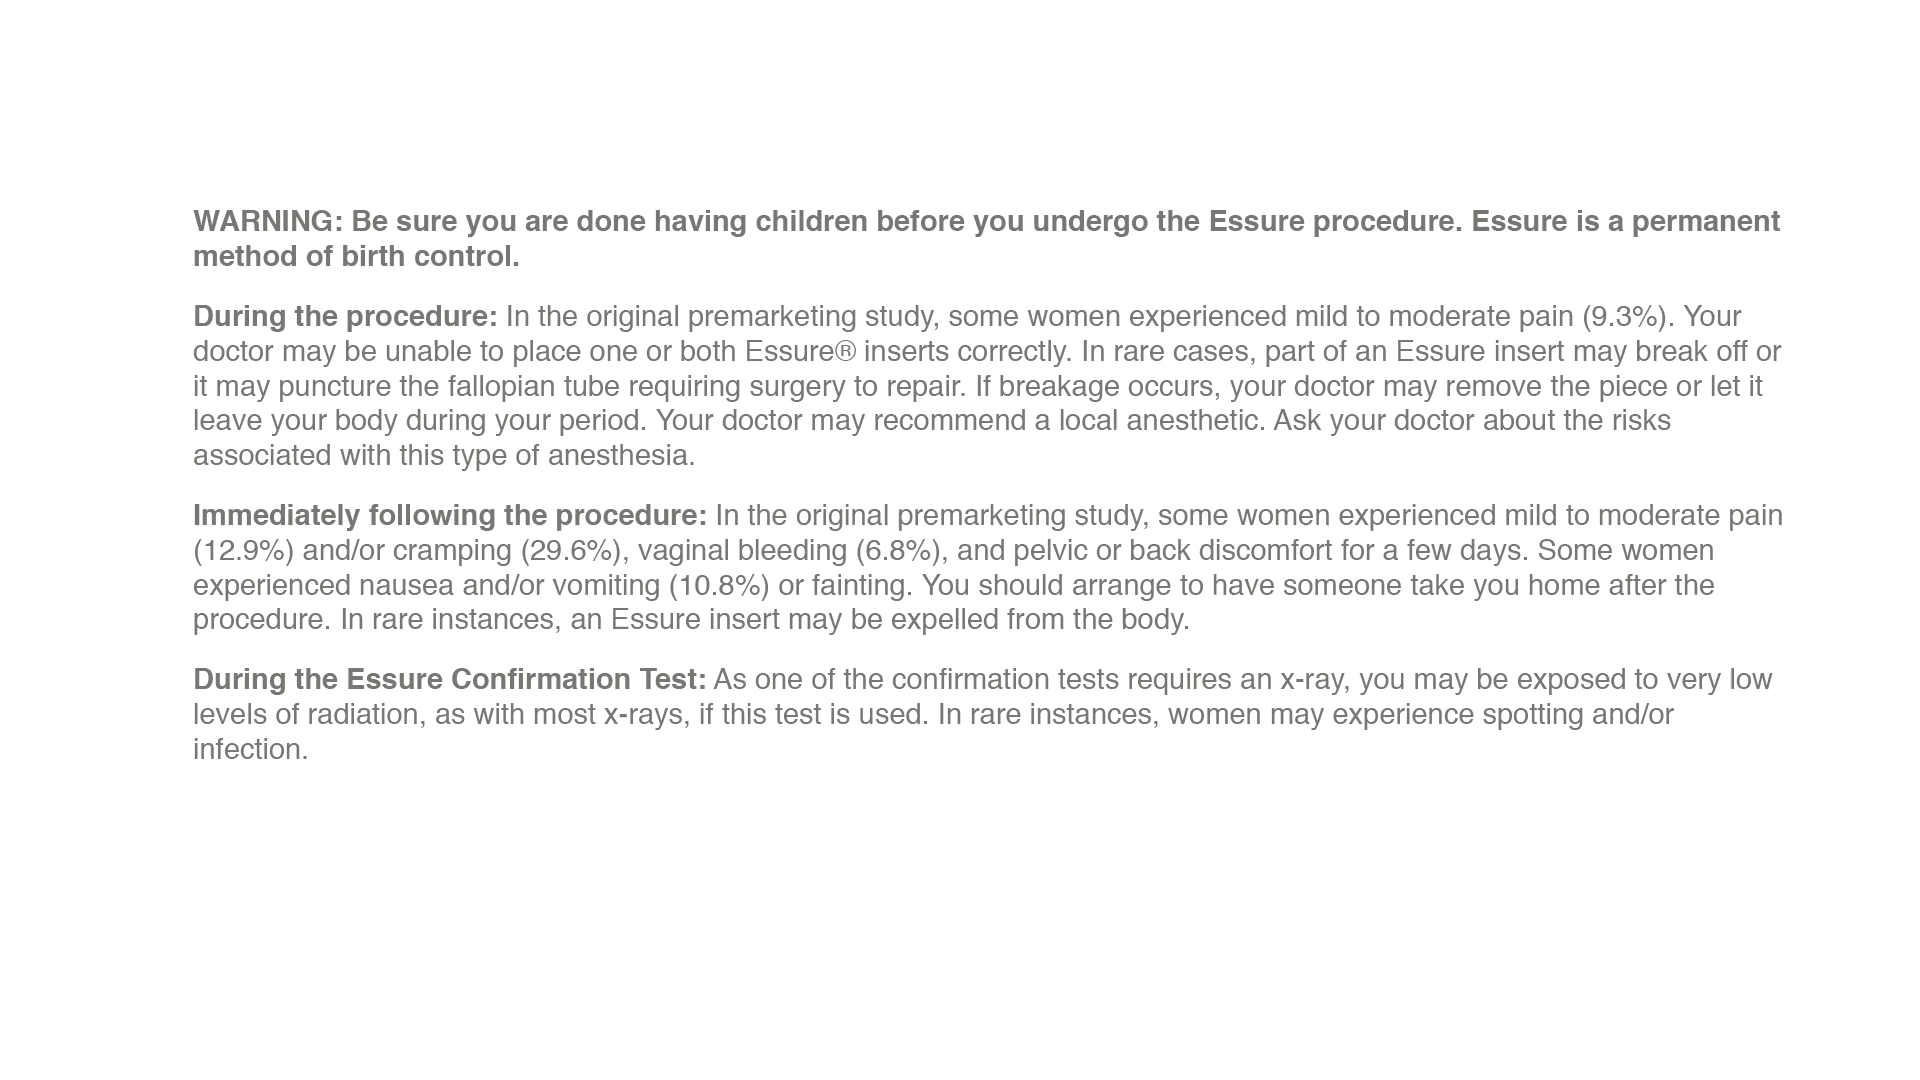 WARNING: Be sure you are done having children before you undergo the Essure procedure. Essure is a permanent
method of birth control.
During the procedure: In the original premarketing study, some women experienced mild to moderate pain (9.3%). Your
doctor may be unable to place one or both Essure® inserts correctly. In rare cases, part of an Essure insert may break off or
it may puncture the fallopian tube requiring surgery to repair. If breakage occurs, your doctor may remove the piece or let it
leave your body during your period. Your doctor may recommend a local anesthetic. Ask your doctor about the risks
associated with this type of anesthesia.
Immediately following the procedure: In the original premarketing study, some women experienced mild to moderate pain
(12.9%) and/or cramping (29.6%), vaginal bleeding (6.8%), and pelvic or back discomfort for a few days. Some women
experienced nausea and/or vomiting (10.8%) or fainting. You should arrange to have someone take you home after the
procedure. In rare instances, an Essure insert may be expelled from the body.
During the Essure Confirmation Test: As one of the confirmation tests requires an x-ray, you may be exposed to very low
levels of radiation, as with most x-rays, if this test is used. In rare instances, women may experience spotting and/or
infection.